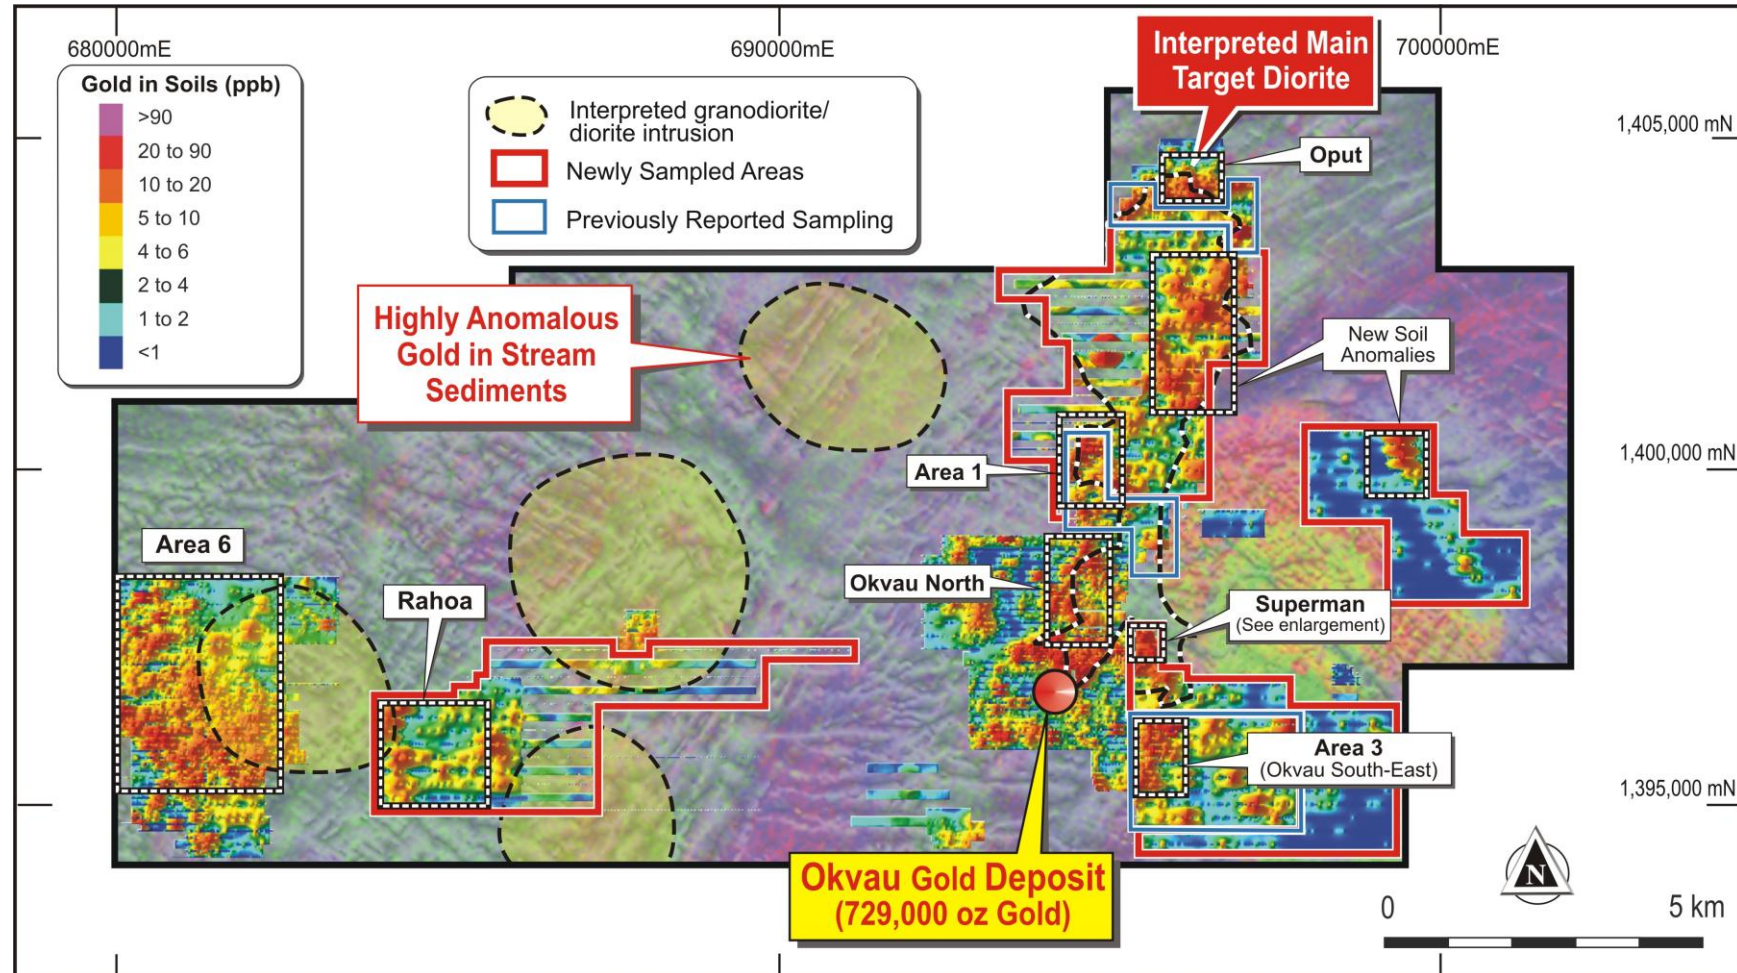 680000mE
690000mE
700000mE
Gold in Soils (ppb)
>90
20 to 90
10 to 20
5 to 10
4 to 6
2 to 4
1 to 2
<1
Interpreted granodiorite/
diorite intrusion
Newly Sampled Areas
Previously Reported Sampling
Interpreted Main
Target Diorite
Oput
1,405,000 mN
Highly Anomalous
Gold in Stream
Sediments
New Soil
Anomalies
Area 1
1,400,000 mN
Area 6
Okvau North
Rahoa
Superman
(See enlargement)
Area 3
(Okvau South-East)
1,395,000 mN
Okvau Gold Deposit
(729,000 oz Gold)
N
0
5 km